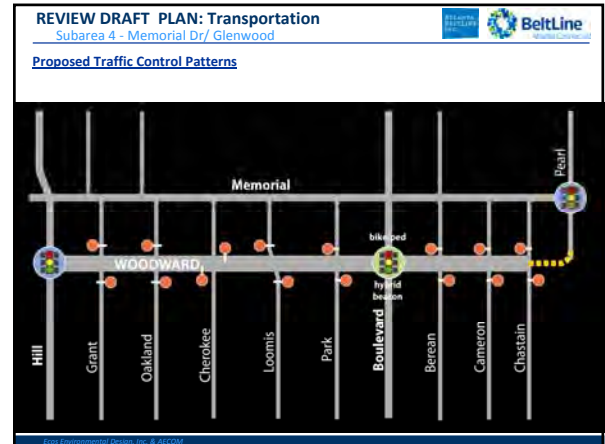 REVIEW DRAFT PLAN: Transportation
Subarea 4 - Memorial Dr/ Glenwood
BeltLine
Proposed Traffic Control Patterns
Pearl
Memorial
bike/ped
WOODWARD
hybrid
beacon
Hill
Grant
Oakland
Cherokee
Loomis
Park
Boulevard
Berean
Cameron
Chastain
Ecos Environmental Design, Inc. & AECOM